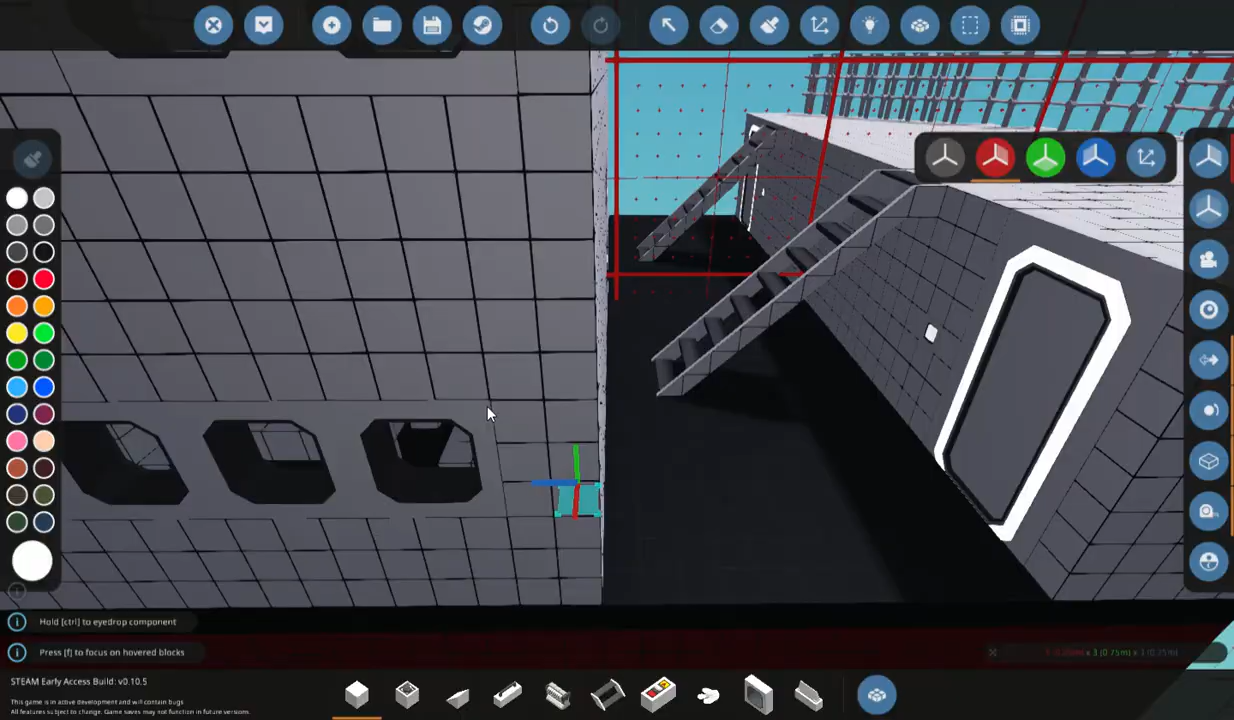 Hold [ctrl] to eyedrop component
Press [f] to focus on hovered blocks
STEAM Early Access Build: v0.10.5
This game is in active development and will contain bugs
All features subject to change. Game saves may not function in future versions.